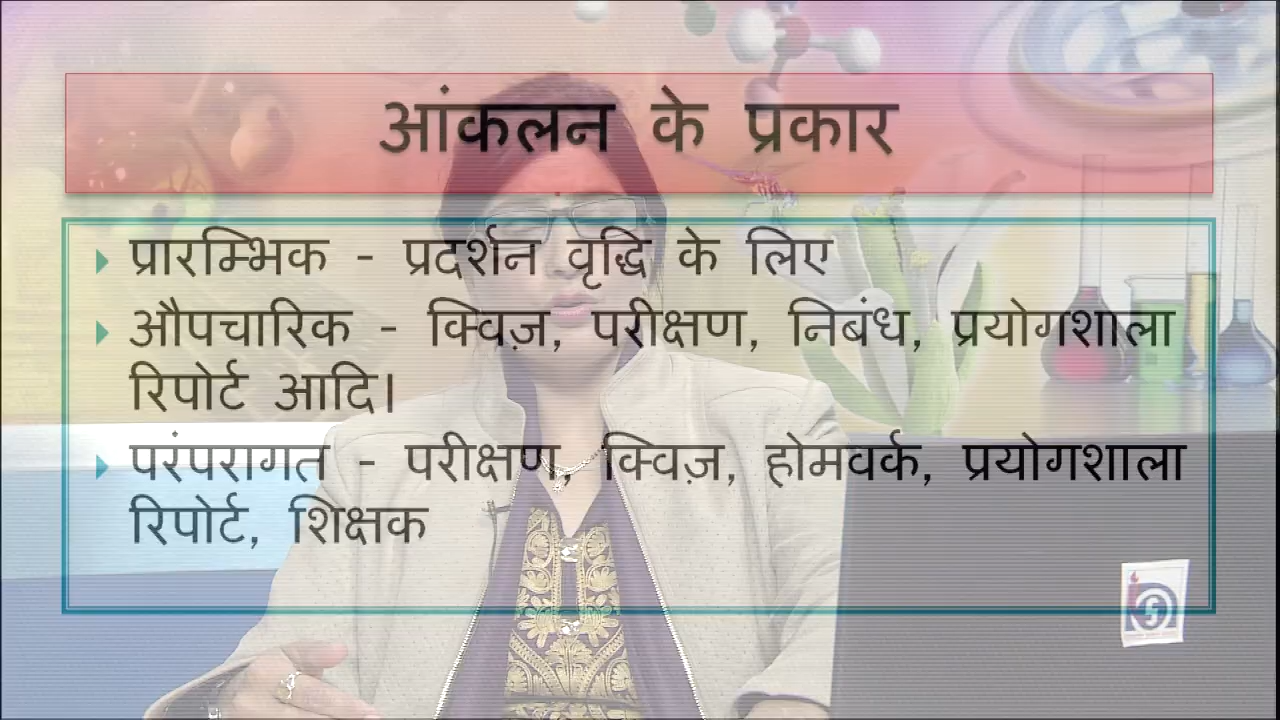 आंकलन के प्रकार
प्रारम्भिक - प्रदर्शन वृद्धि के लिए
औपचारिक - क्विज़, परीक्षण, निबंध, प्रयोगशाला
रिपोर्ट आदि।
परंपरागत - परीक्षण, क्विज़, होमवर्क, प्रयोगशाला
रिपोर्ट, शिक्षक